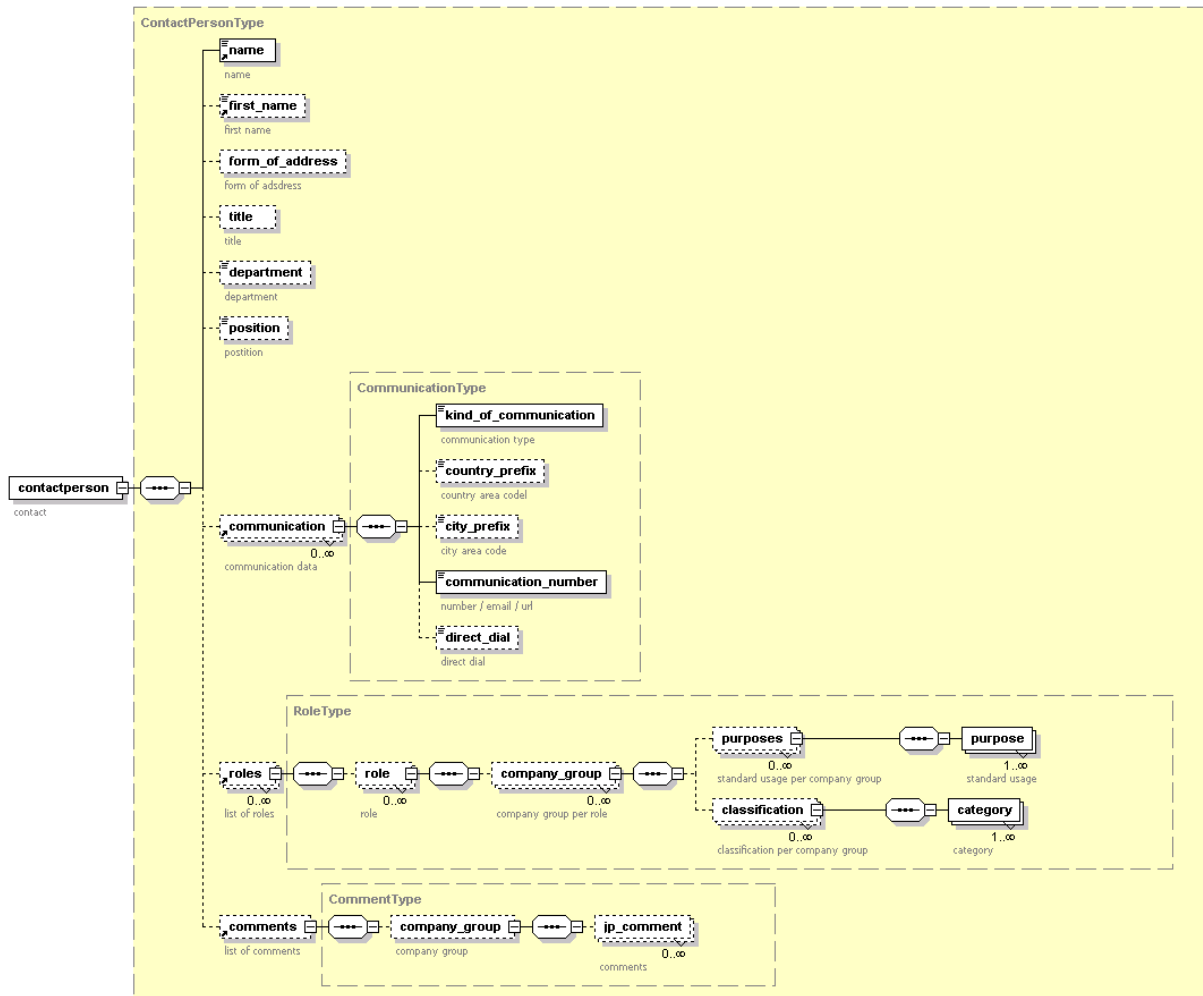 ContactPersonType
name
name
first_name
first name
form_of_address
form of adsdress
title
title
department
department
position
postition
CommunicationType
kind_of_communication
communication type
country_prefix
country area codel
contactperson
contact
communication
0..∞
communication data
city_prefix
city area code
communication_number
number / email / url
direct_dial
direct dial
RoleType
purposes
0..∞
standard usage per company group
purpose
1..∞
standard usage
roles
0..∞
list of roles
role
0..∞
role
company_group
0..∞
company group per role
classification
0..∞
classification per company group
category
1..∞
category
CommentType
comments
list of comments
company_group
company group
jp_comment
0..∞
comments